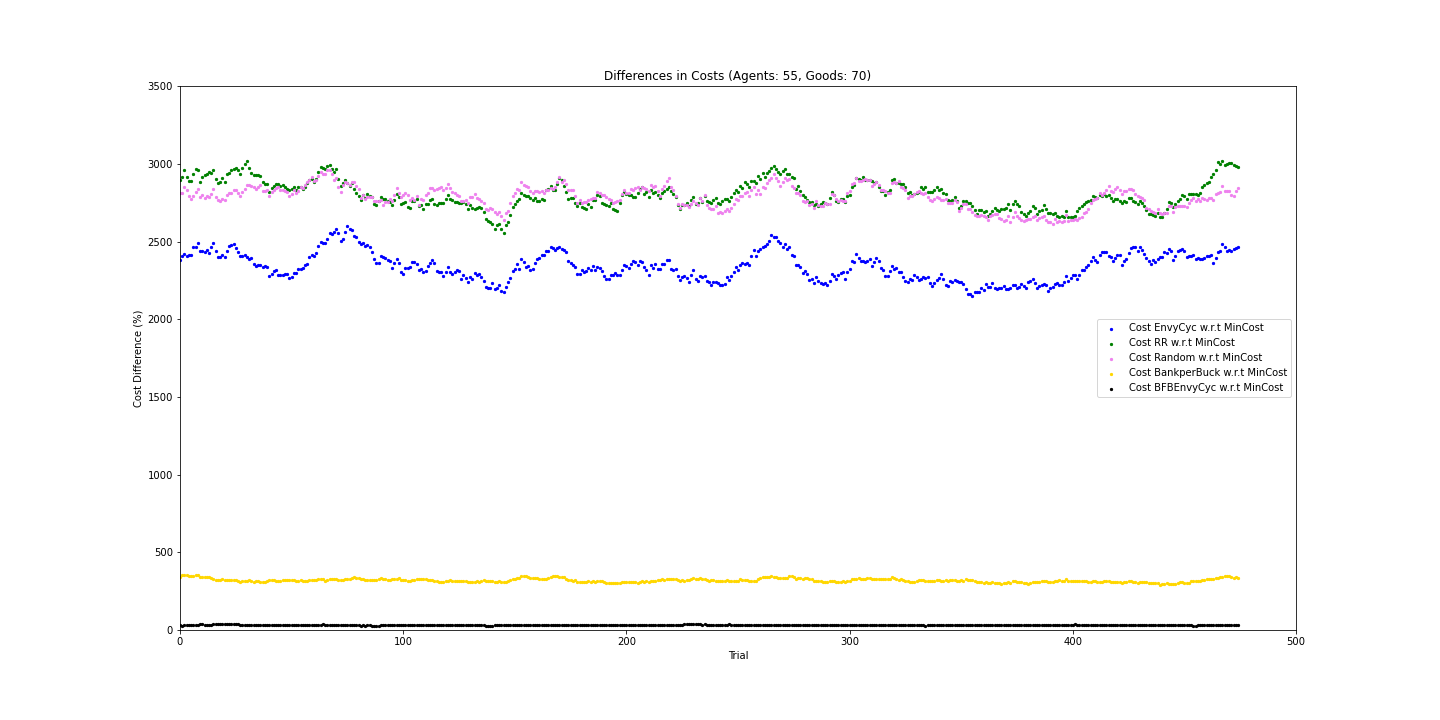 Differences in Costs (Agents: 55, Goods: 70)
3500
3000
2500
2000
1500
1000
500
0
Cost Difference (%)
Cost EnvyCyc w.r.t MinCost
Cost RR w.r.t MinCost
Cost Random w.r.t MinCost
Cost BankperBuck w.r.t MinCost
Cost BFBEnvyCyc w.r.t MinCost
0 100 200 300 400 500
Trial